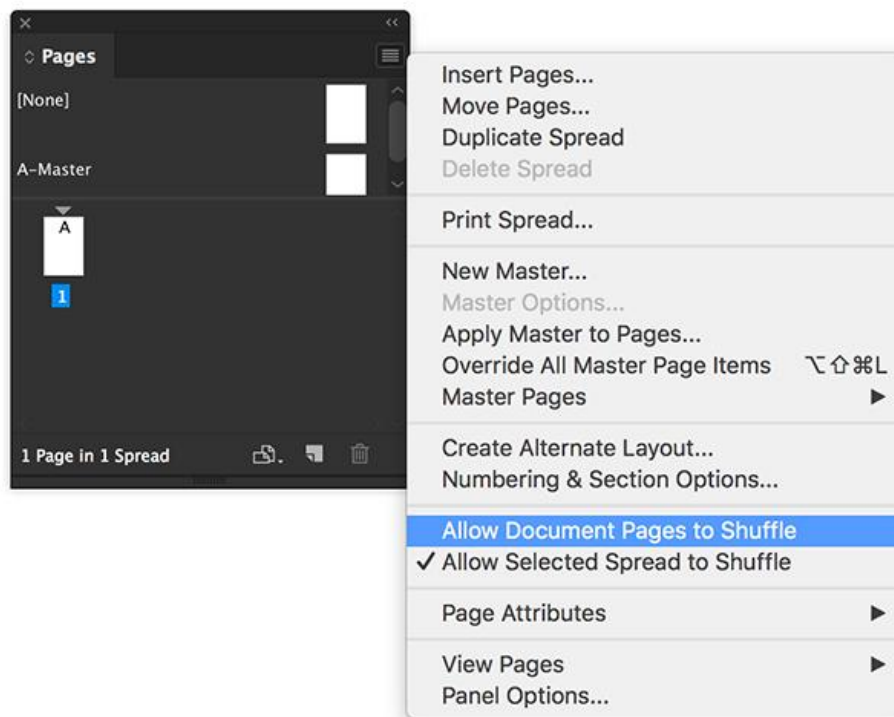 Pages
[None]
A-Master
A
1
1 Page in 1 Spread
Insert Pages...
Move Pages...
Duplicate Spread
Delete Spread
Print Spread...
New Master...
Master Options...
Apply Master to Pages...
Override All Master Page Items ⌥⇧⌘L
Master Pages
Create Alternate Layout...
Numbering & Section Options...
Allow Document Pages to Shuffle
✓ Allow Selected Spread to Shuffle
Page Attributes
View Pages
Panel Options...